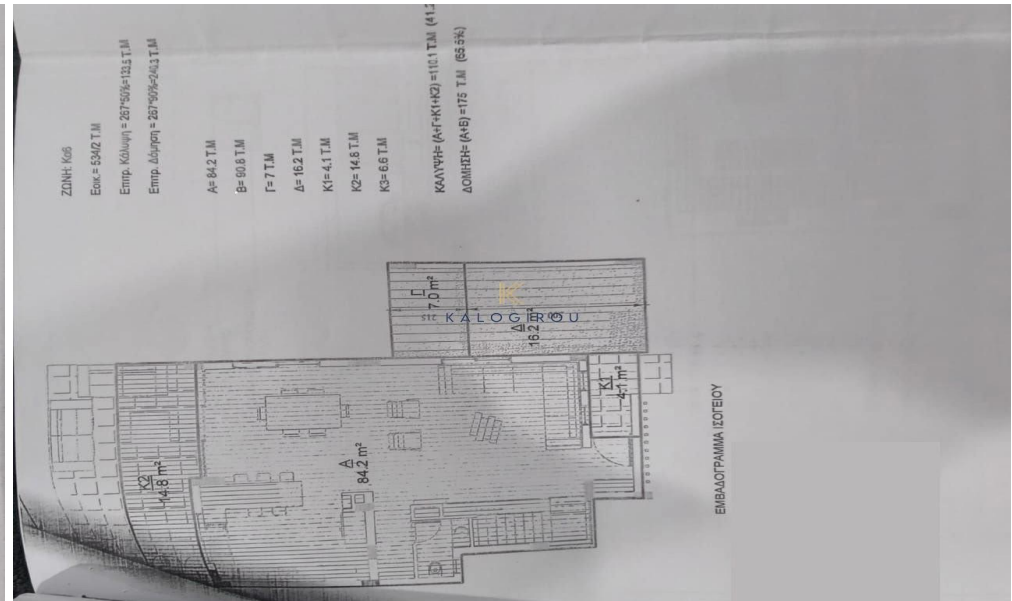 ΖΩΝΗ: Κα6
Εοικ.= 534/2 Τ.Μ
Επιτρ. Κάλυψη = 267*50%=133.5 Τ.Μ
Επιτρ. Δόμηση = 267*90%=240.3 Τ.Μ
Α= 84.2 Τ.Μ
Β= 90.8 Τ.Μ
Γ= 7 Τ.Μ
Δ= 16.2 Τ.Μ
Κ1= 4.1 Τ.Μ
Κ2= 14.8 Τ.Μ
Κ3= 6.6 Τ.Μ
ΚΑΛΥΨΗ= (Α+Γ+Κ1+Κ2) =110.1 Τ.Μ (41.2
ΔΟΜΗΣΗ= (Α+Β) =175 Τ.Μ (65.5%)
Γ
7.0 m²
Δ
16.2 m²
K
KALOGIROU
Κ1
4.1 m²
Κ2
14.8 m²
Δ
84.2 m²
ΕΜΒΑΔΟΓΡΑΜΜΑ ΙΣΟΓΕΙΟΥ